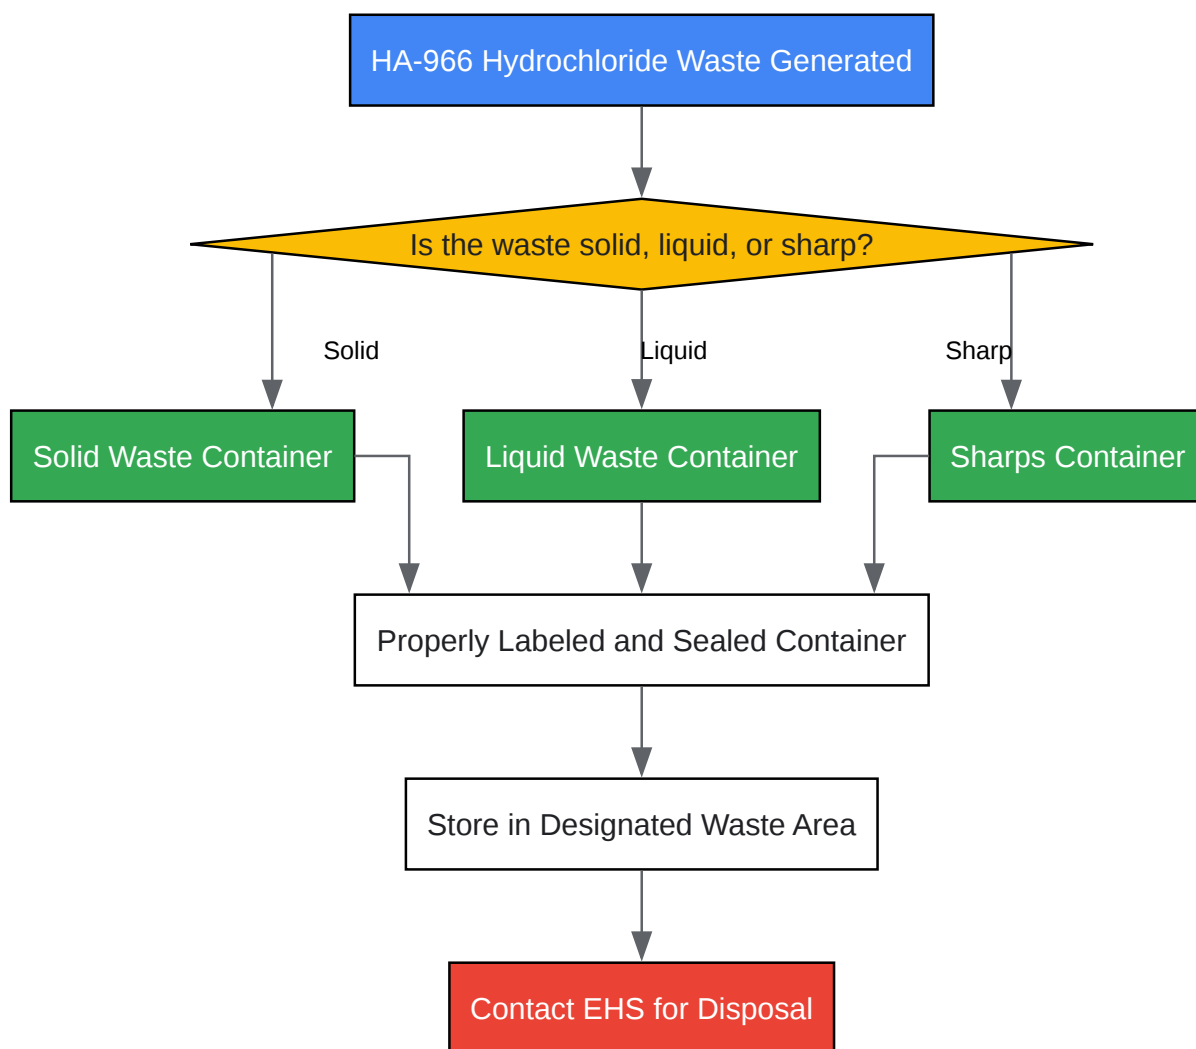 HA-966 Hydrochloride Waste Generated
Is the waste solid, liquid, or sharp?
Solid
Liquid
Sharp
Solid Waste Container
Liquid Waste Container
Sharps Container
Properly Labeled and Sealed Container
Store in Designated Waste Area
Contact EHS for Disposal